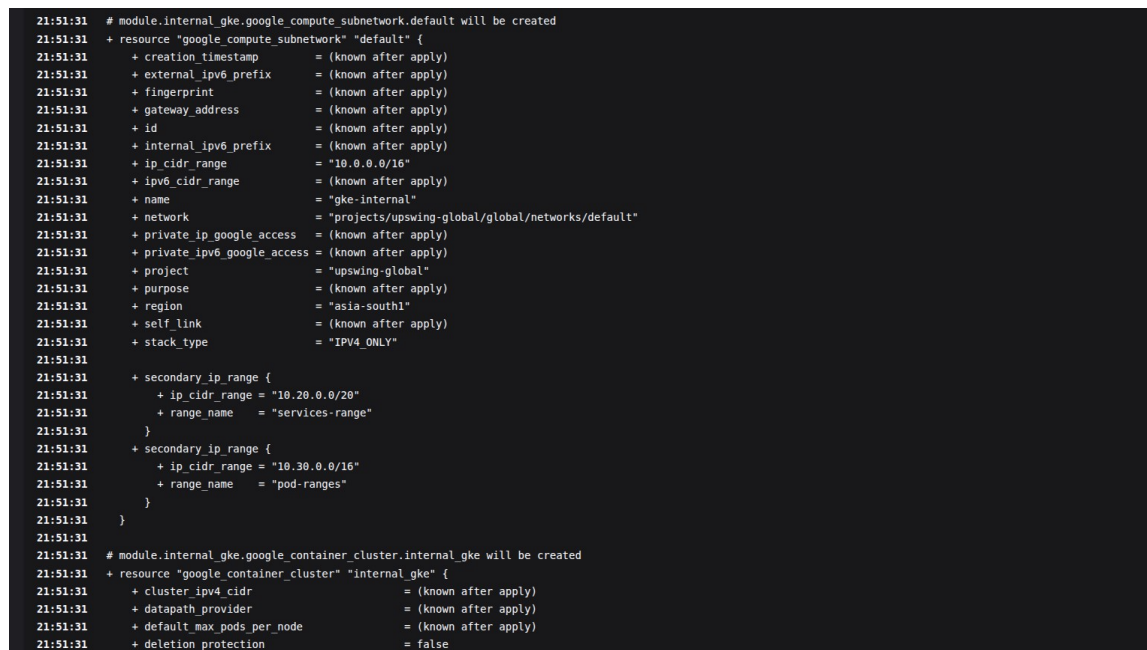 21:51:31 # module.internal_gke.google_compute_subnetwork.default will be created
21:51:31 + resource "google_compute_subnetwork" "default" {
21:51:31 + creation_timestamp = (known after apply)
21:51:31 + external_ipv6_prefix = (known after apply)
21:51:31 + fingerprint = (known after apply)
21:51:31 + gateway_address = (known after apply)
21:51:31 + id = (known after apply)
21:51:31 + internal_ipv6_prefix = (known after apply)
21:51:31 + ip_cidr_range = "10.0.0.0/16"
21:51:31 + ipv6_cidr_range = (known after apply)
21:51:31 + name = "gke-internal"
21:51:31 + network = "projects/upswing-global/global/networks/default"
21:51:31 + private_ip_google_access = (known after apply)
21:51:31 + private_ipv6_google_access = (known after apply)
21:51:31 + project = "upswing-global"
21:51:31 + purpose = (known after apply)
21:51:31 + region = "asia-south1"
21:51:31 + self_link = (known after apply)
21:51:31 + stack_type = "IPV4_ONLY"
21:51:31
21:51:31 + secondary_ip_range {
21:51:31 + ip_cidr_range = "10.20.0.0/20"
21:51:31 + range_name = "services-range"
21:51:31 }
21:51:31 + secondary_ip_range {
21:51:31 + ip_cidr_range = "10.30.0.0/16"
21:51:31 + range_name = "pod-ranges"
21:51:31 }
21:51:31 }
21:51:31
21:51:31 # module.internal_gke.google_container_cluster.internal_gke will be created
21:51:31 + resource "google_container_cluster" "internal_gke" {
21:51:31 + cluster_ipv4_cidr = (known after apply)
21:51:31 + datapath_provider = (known after apply)
21:51:31 + default_max_pods_per_node = (known after apply)
21:51:31 + deletion_protection = false